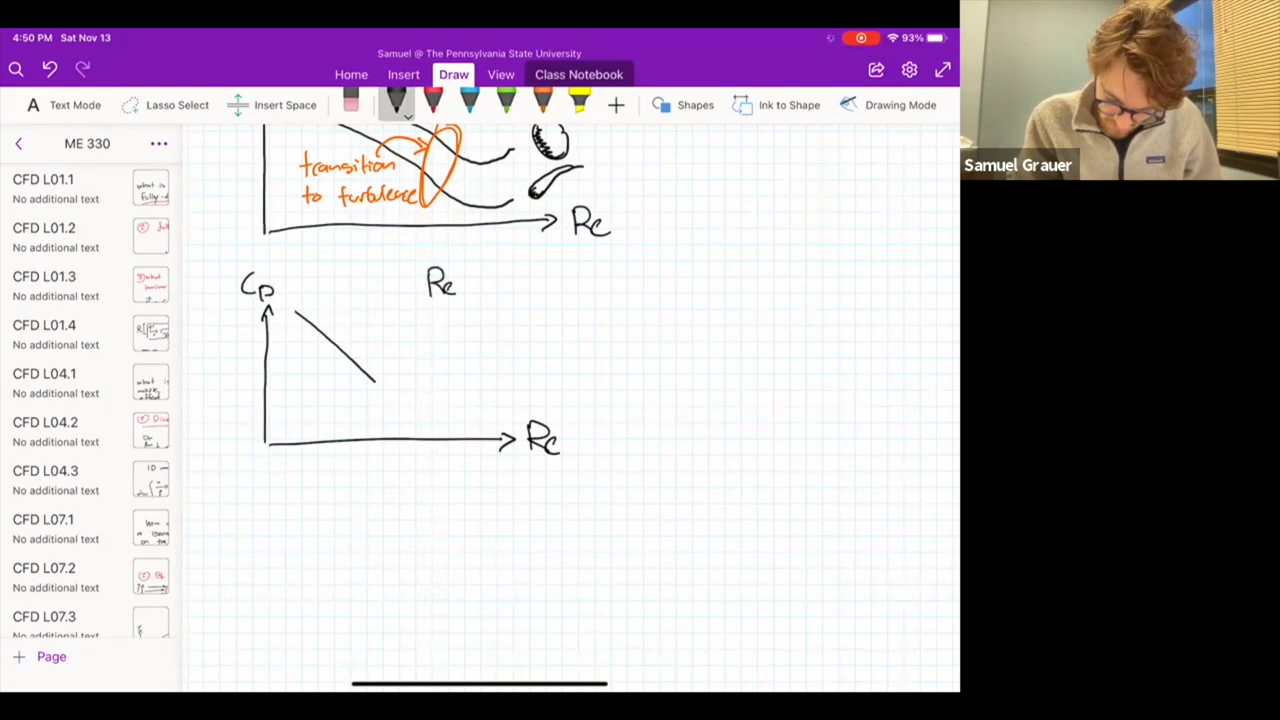 4:50 PM Sat Nov 13
93%
Samuel @ The Pennsylvania State University
Home Insert Draw View Class Notebook
A Text Mode Lasso Select Insert Space Shapes Ink to Shape Drawing Mode
ME 330
CFD L01.1
No additional text
CFD L01.2
No additional text
CFD L01.3
No additional text
CFD L01.4
No additional text
CFD L04.1
No additional text
CFD L04.2
No additional text
CFD L04.3
No additional text
CFD L07.1
No additional text
CFD L07.2
No additional text
CFD L07.3
No additional text
Page
transition
to turbulence
Re
CD
Re
Re
Samuel Grauer